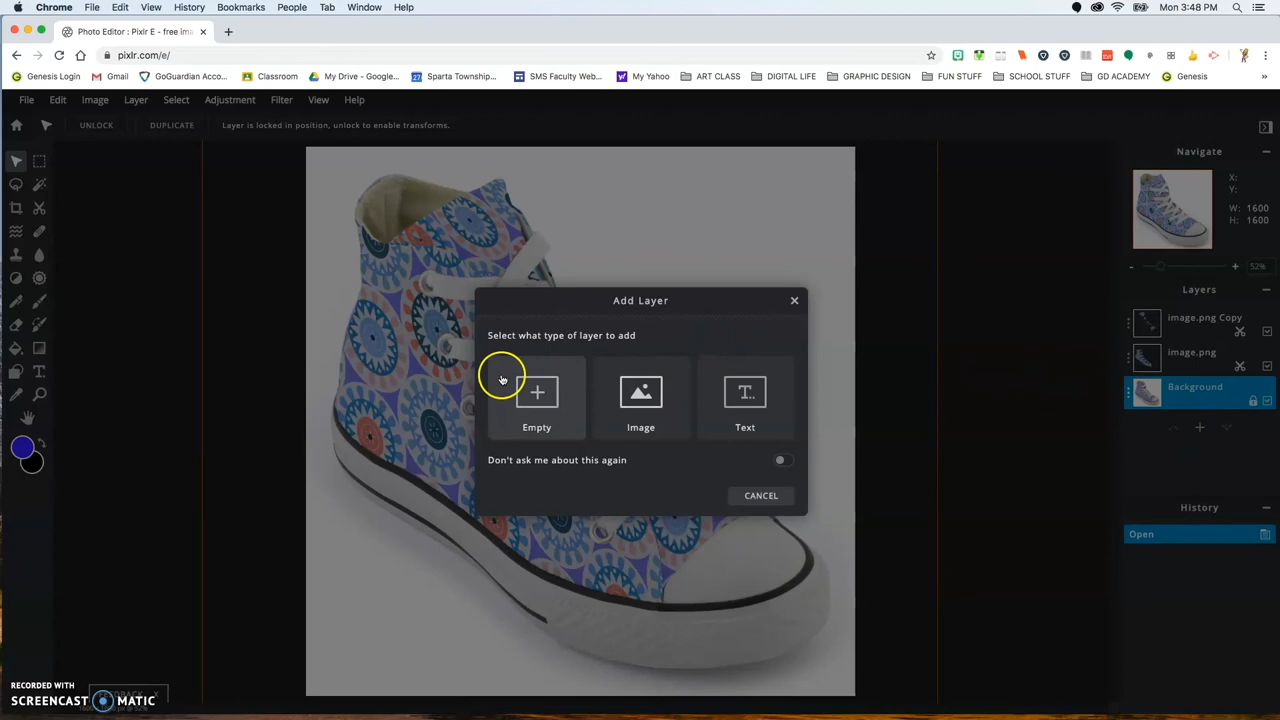 Chrome File Edit View History Bookmarks People Tab Window Help Mon 3:48 PM
Photo Editor : Pixlr E - free ima
pixlr.com/e/
Genesis Login Gmail GoGuardian Acco... Classroom My Drive - Google... Sparta Township... SMS Faculty Web... My Yahoo ART CLASS DIGITAL LIFE GRAPHIC DESIGN FUN STUFF SCHOOL STUFF GD ACADEMY Genesis
File Edit Image Layer Select Adjustment Filter View Help
UNLOCK DUPLICATE Layer is locked in position, unlock to enable transforms.
Navigate
X:
Y:
W: 1600
H: 1600
52%
Layers
image.png Copy
image.png
Background
History
Open
Add Layer
Select what type of layer to add
Empty Image Text
Don't ask me about this again
CANCEL
RECORDED WITH
SCREENCAST MATIC